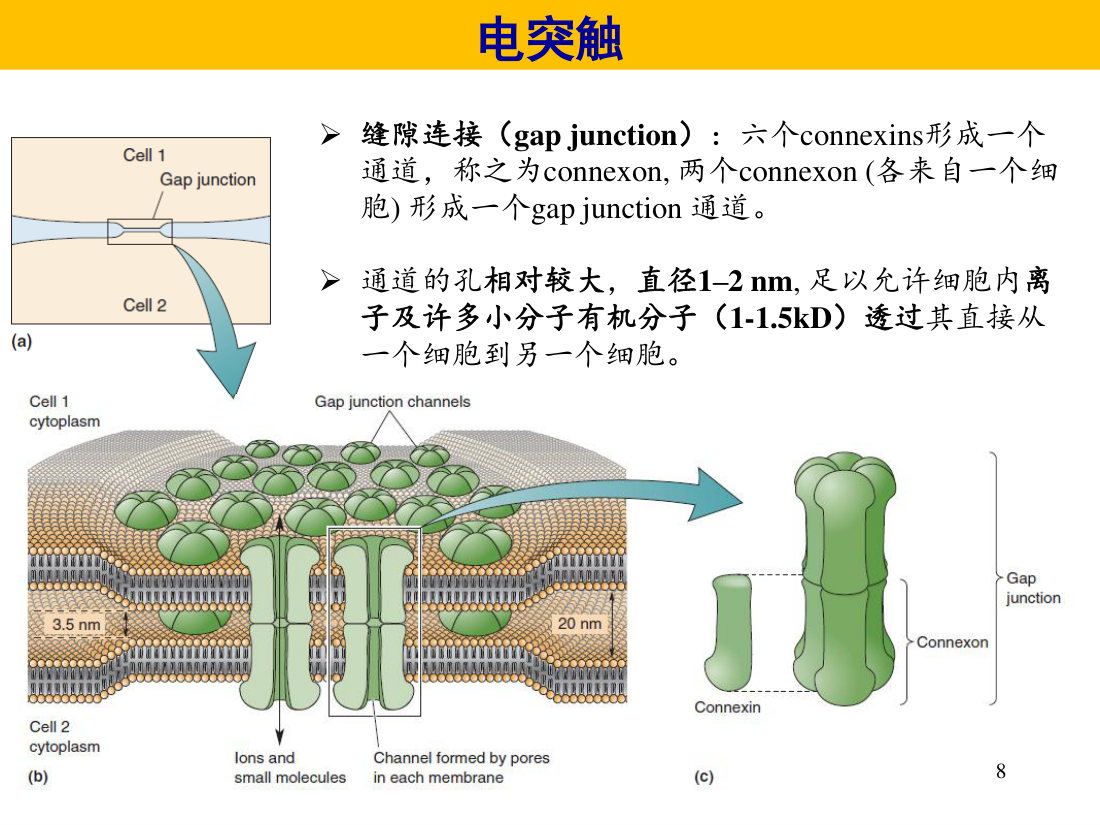 电突触
➢ 缝隙连接（gap junction）：六个connexins形成一个
通道，称之为connexon, 两个connexon (各来自一个细
胞) 形成一个gap junction 通道。
➢ 通道的孔相对较大，直径1–2 nm, 足以允许细胞内离
子及许多小分子有机分子（1-1.5kD）透过其直接从
一个细胞到另一个细胞。
Cell 1
Gap junction
Cell 2
(a)
Cell 1
cytoplasm
Gap junction channels
3.5 nm
20 nm
Cell 2
cytoplasm
Ions and
small molecules
Channel formed by pores
in each membrane
(b)
Gap
junction
Connexon
Connexin
(c)
8